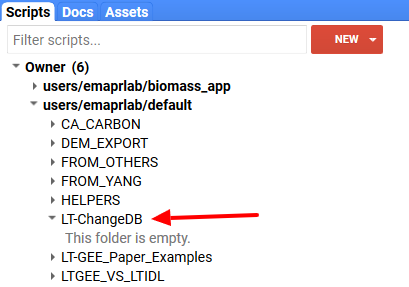 Scripts Docs Assets
Filter scripts... NEW
Owner (6)
users/emaprlab/biomass_app
users/emaprlab/default
CA_CARBON
DEM_EXPORT
FROM_OTHERS
FROM_YANG
HELPERS
LT-ChangeDB
This folder is empty.
LT-GEE_Paper_Examples
LTGEE_VS_LTIDL